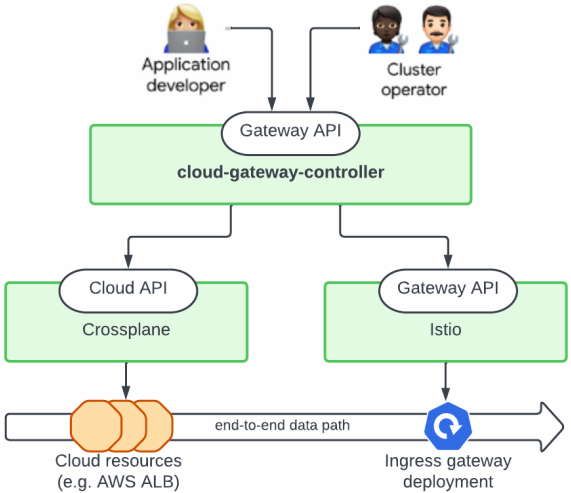 Application
developer
Cluster
operator
Gateway API
cloud-gateway-controller
Cloud API
Crossplane
Gateway API
Istio
end-to-end data path
Cloud resources
(e.g. AWS ALB)
Ingress gateway
deployment